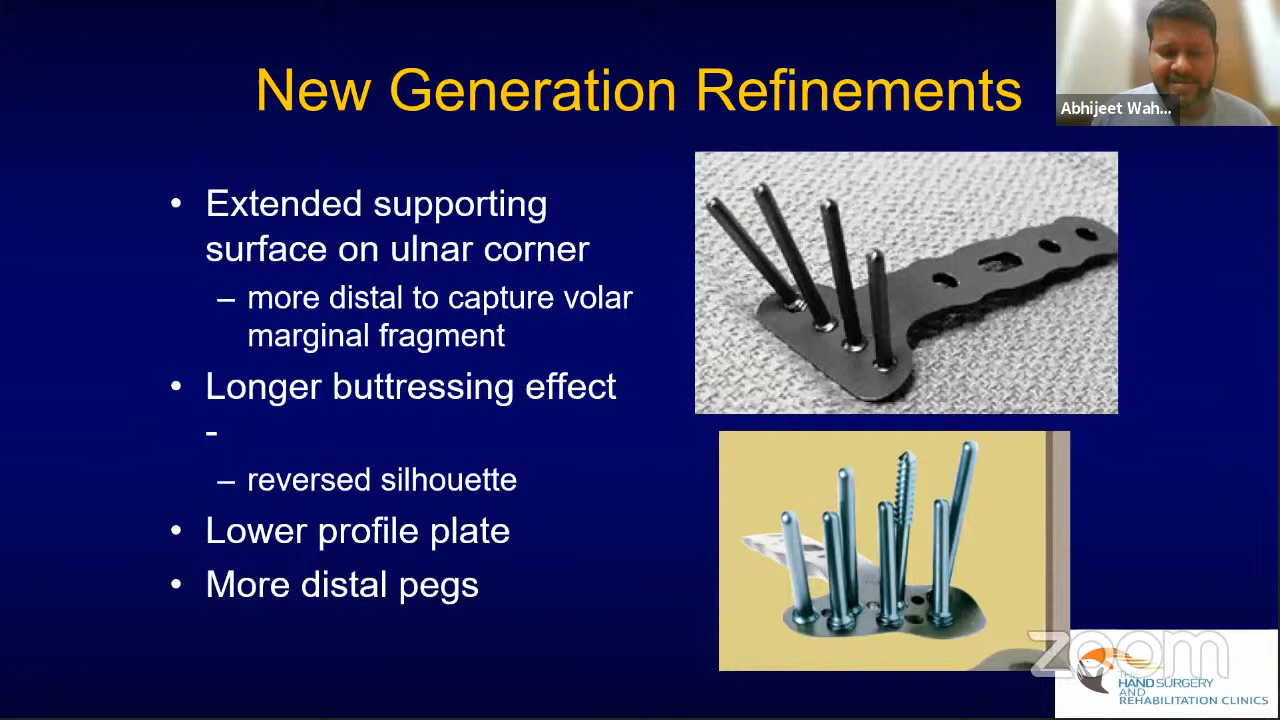 New Generation Refinements
Abhijeet Wah...
• Extended supporting
surface on ulnar corner
– more distal to capture volar
marginal fragment
• Longer buttressing effect
-
– reversed silhouette
• Lower profile plate
• More distal pegs
zoom
HAND SURGERY
AND
REHABILITATION CLINICS